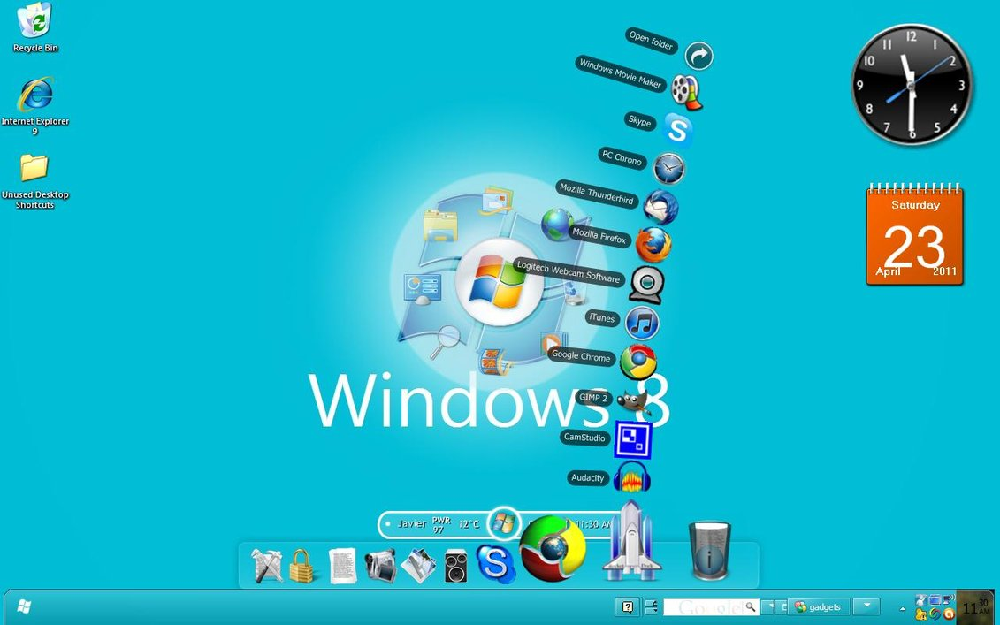 Recycle Bin
Internet Explorer
9
Unused Desktop
Shortcuts
Open folder
Windows Movie Maker
Skype
PC Chrono
Mozilla Thunderbird
Mozilla Firefox
Logitech Webcam Software
iTunes
Google Chrome
GIMP 2
CamStudio
Audacity
Windows 8
12
1
2
3
4
5
6
7
8
9
10
11
Saturday
23
April 2011
Javier PWR 97 12°C 11:30 AM
Google
gadgets
11 30 AM